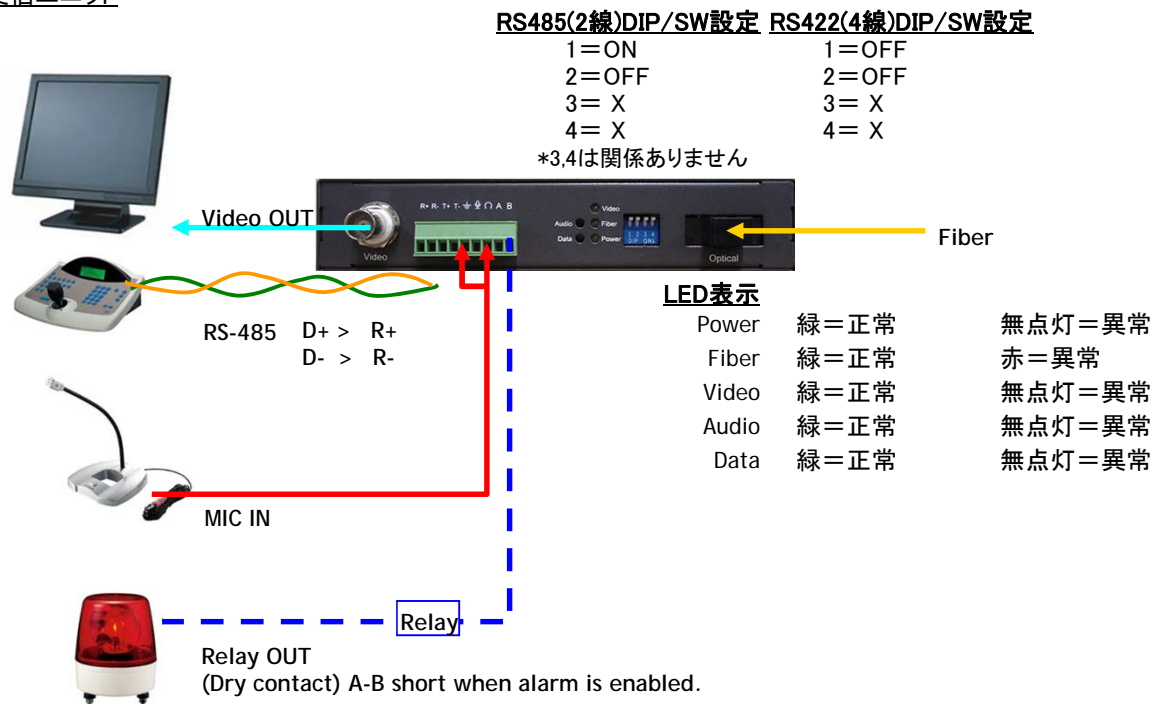 RS485(2線)DIP/SW設定 RS422(4線)DIP/SW設定
1＝ON 1＝OFF
2＝OFF 2＝OFF
3＝ X 3＝ X
4＝ X 4＝ X
*3,4は関係ありません
Video OUT
R+ R- T+ T- A B
Video
Audio Fiber
Data Power
1 2 3 4
Video
Optical
Fiber
RS-485 D+ > R+
D- > R-
LED表示
Power 緑＝正常 無点灯＝異常
Fiber 緑＝正常 赤＝異常
Video 緑＝正常 無点灯＝異常
Audio 緑＝正常 無点灯＝異常
Data 緑＝正常 無点灯＝異常
MIC IN
Relay
Relay OUT
(Dry contact) A-B short when alarm is enabled.